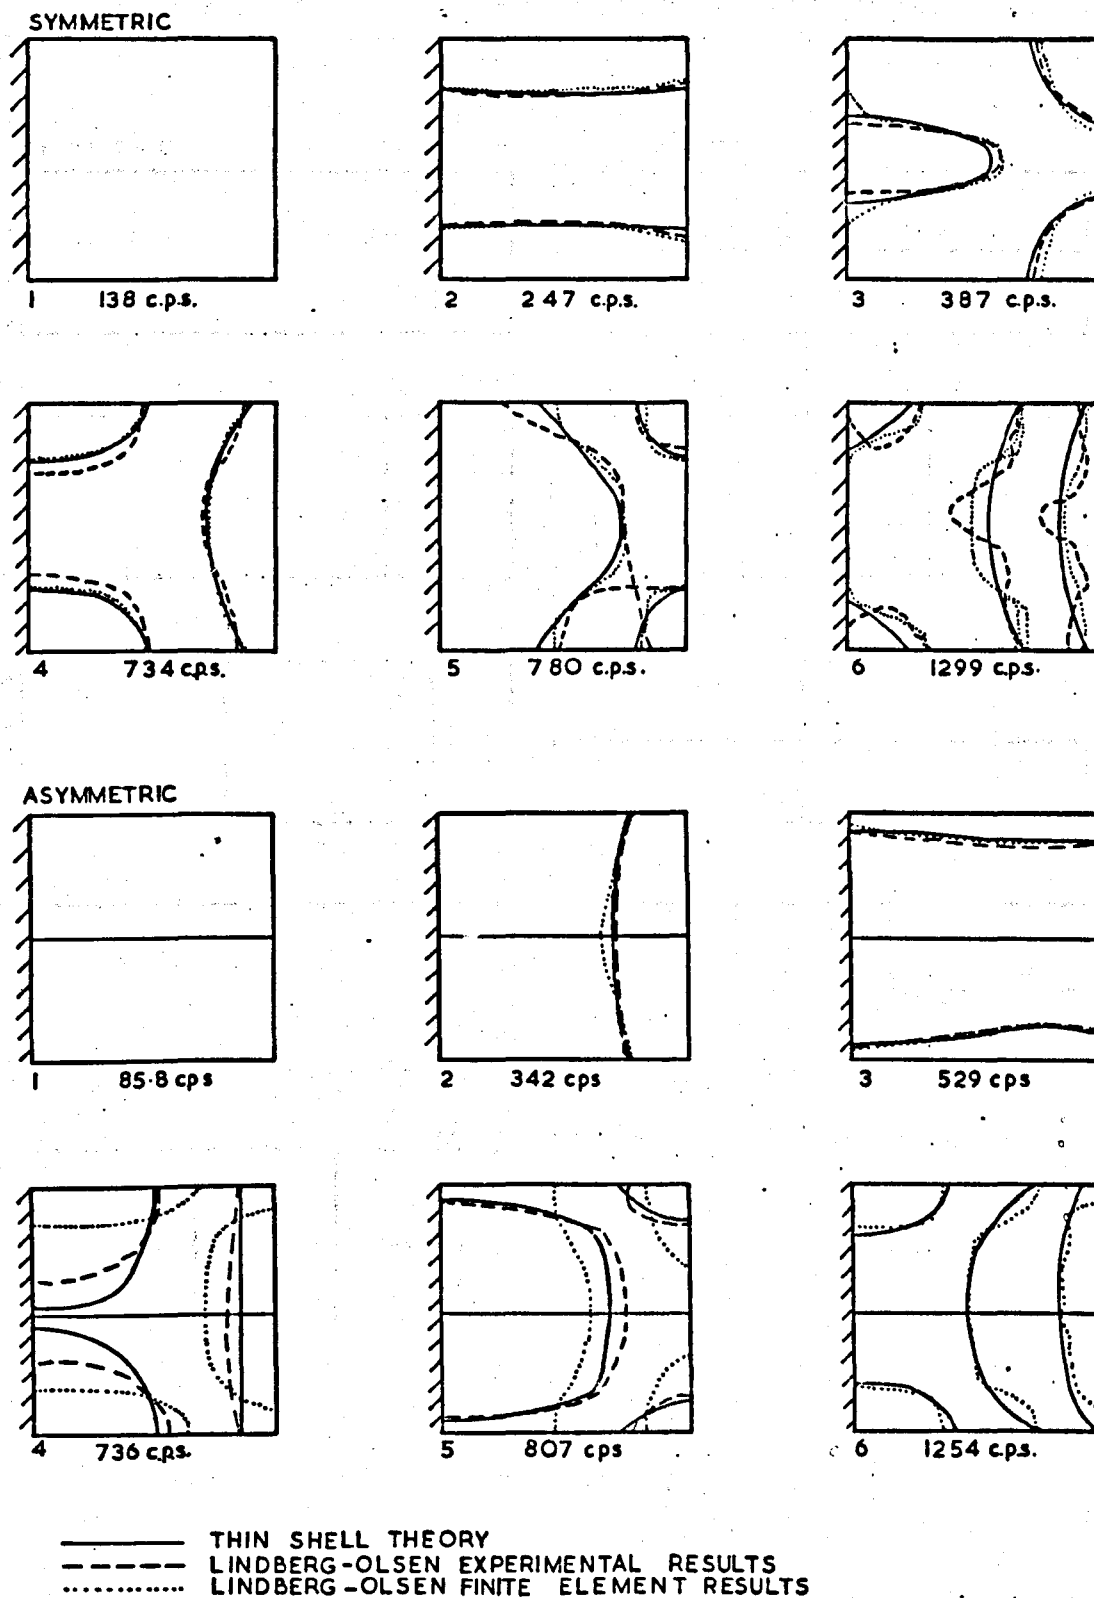 SYMMETRIC
1 138 c.p.s.
2 247 c.p.s.
3 387 c.p.s.
4 734 c.p.s.
5 780 c.p.s.
6 1299 c.p.s.
ASYMMETRIC
1 85·8 cps
2 342 cps
3 529 cps
4 736 c.p.s.
5 807 cps
6 1254 c.p.s.
THIN SHELL THEORY
LINDBERG-OLSEN EXPERIMENTAL RESULTS
LINDBERG-OLSEN FINITE ELEMENT RESULTS